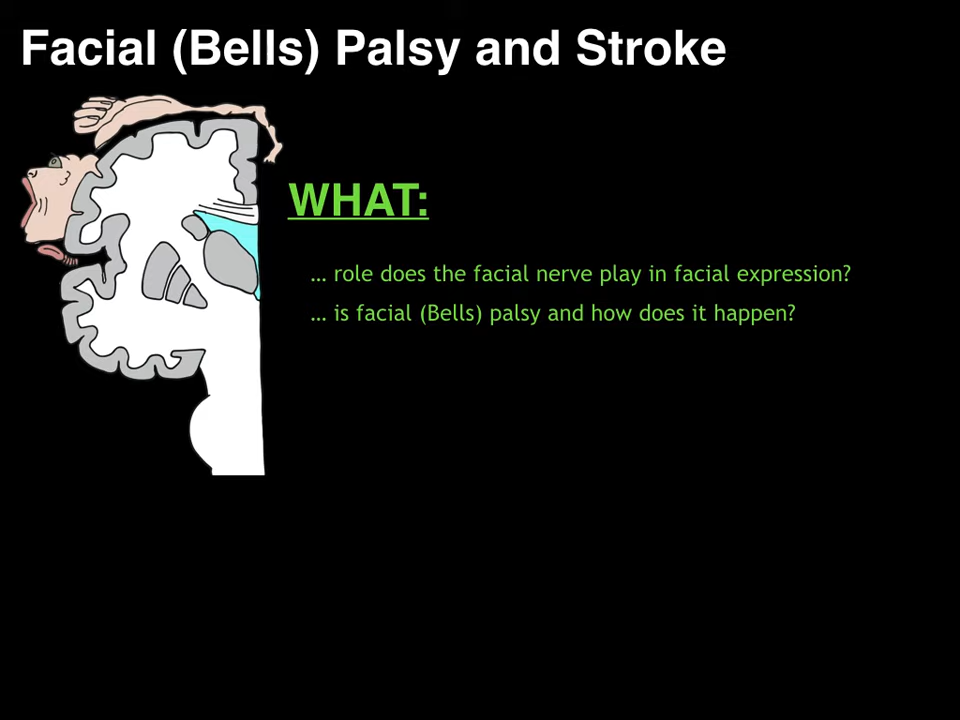 Facial (Bells) Palsy and Stroke
WHAT:
... role does the facial nerve play in facial expression?
... is facial (Bells) palsy and how does it happen?